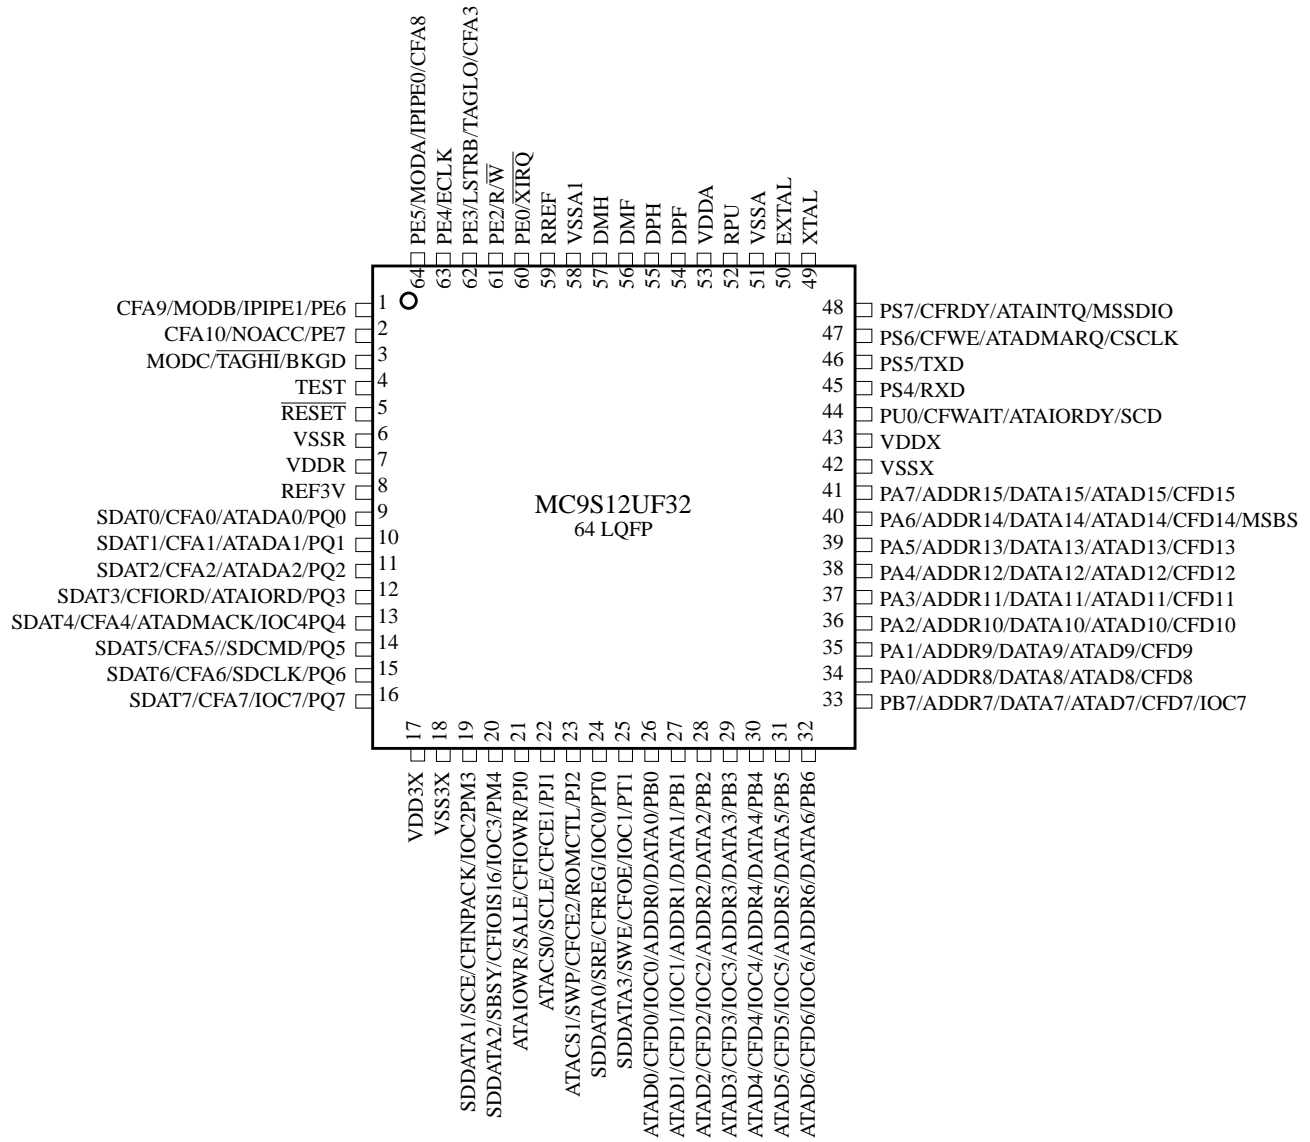 64 PE5/MODA/IPIPE0/CFA8
63 PE4/ECLK
62 PE3/LSTRB/TAGLO/CFA3
61 PE2/R/W
60 PE0/XIRQ
59 RREF
58 VSSA1
57 DMH
56 DMF
55 DPH
54 DPF
53 VDDA
52 RPU
51 VSSA
50 EXTAL
49 XTAL
CFA9/MODB/IPIPE1/PE6 1
CFA10/NOACC/PE7 2
MODC/TAGHI/BKGD 3
TEST 4
RESET 5
VSSR 6
VDDR 7
REF3V 8
SDAT0/CFA0/ATADA0/PQ0 9
SDAT1/CFA1/ATADA1/PQ1 10
SDAT2/CFA2/ATADA2/PQ2 11
SDAT3/CFIORD/ATAIORD/PQ3 12
SDAT4/CFA4/ATADMACK/IOC4PQ4 13
SDAT5/CFA5//SDCMD/PQ5 14
SDAT6/CFA6/SDCLK/PQ6 15
SDAT7/CFA7/IOC7/PQ7 16
MC9S12UF32
64 LQFP
48 PS7/CFRDY/ATAINTQ/MSSDIO
47 PS6/CFWE/ATADMARQ/CSCLK
46 PS5/TXD
45 PS4/RXD
44 PU0/CFWAIT/ATAIORDY/SCD
43 VDDX
42 VSSX
41 PA7/ADDR15/DATA15/ATAD15/CFD15
40 PA6/ADDR14/DATA14/ATAD14/CFD14/MSBS
39 PA5/ADDR13/DATA13/ATAD13/CFD13
38 PA4/ADDR12/DATA12/ATAD12/CFD12
37 PA3/ADDR11/DATA11/ATAD11/CFD11
36 PA2/ADDR10/DATA10/ATAD10/CFD10
35 PA1/ADDR9/DATA9/ATAD9/CFD9
34 PA0/ADDR8/DATA8/ATAD8/CFD8
33 PB7/ADDR7/DATA7/ATAD7/CFD7/IOC7
VDD3X 17
VSS3X 18
SDDATA1/SCE/CFINPACK/IOC2PM3 19
SDDATA2/SBSY/CFIOIS16/IOC3/PM4 20
ATAIOWR/SALE/CFIOWR/PJ0 21
ATACS0/SCLE/CFCE1/PJ1 22
ATACS1/SWP/CFCE2/ROMCTL/PJ2 23
SDDATA0/SRE/CFREG/IOC0/PT0 24
SDDATA3/SWE/CFOE/IOC1/PT1 25
ATAD0/CFD0/IOC0/ADDR0/DATA0/PB0 26
ATAD1/CFD1/IOC1/ADDR1/DATA1/PB1 27
ATAD2/CFD2/IOC2/ADDR2/DATA2/PB2 28
ATAD3/CFD3/IOC3/ADDR3/DATA3/PB3 29
ATAD4/CFD4/IOC4/ADDR4/DATA4/PB4 30
ATAD5/CFD5/IOC5/ADDR5/DATA5/PB5 31
ATAD6/CFD6/IOC6/ADDR6/DATA6/PB6 32